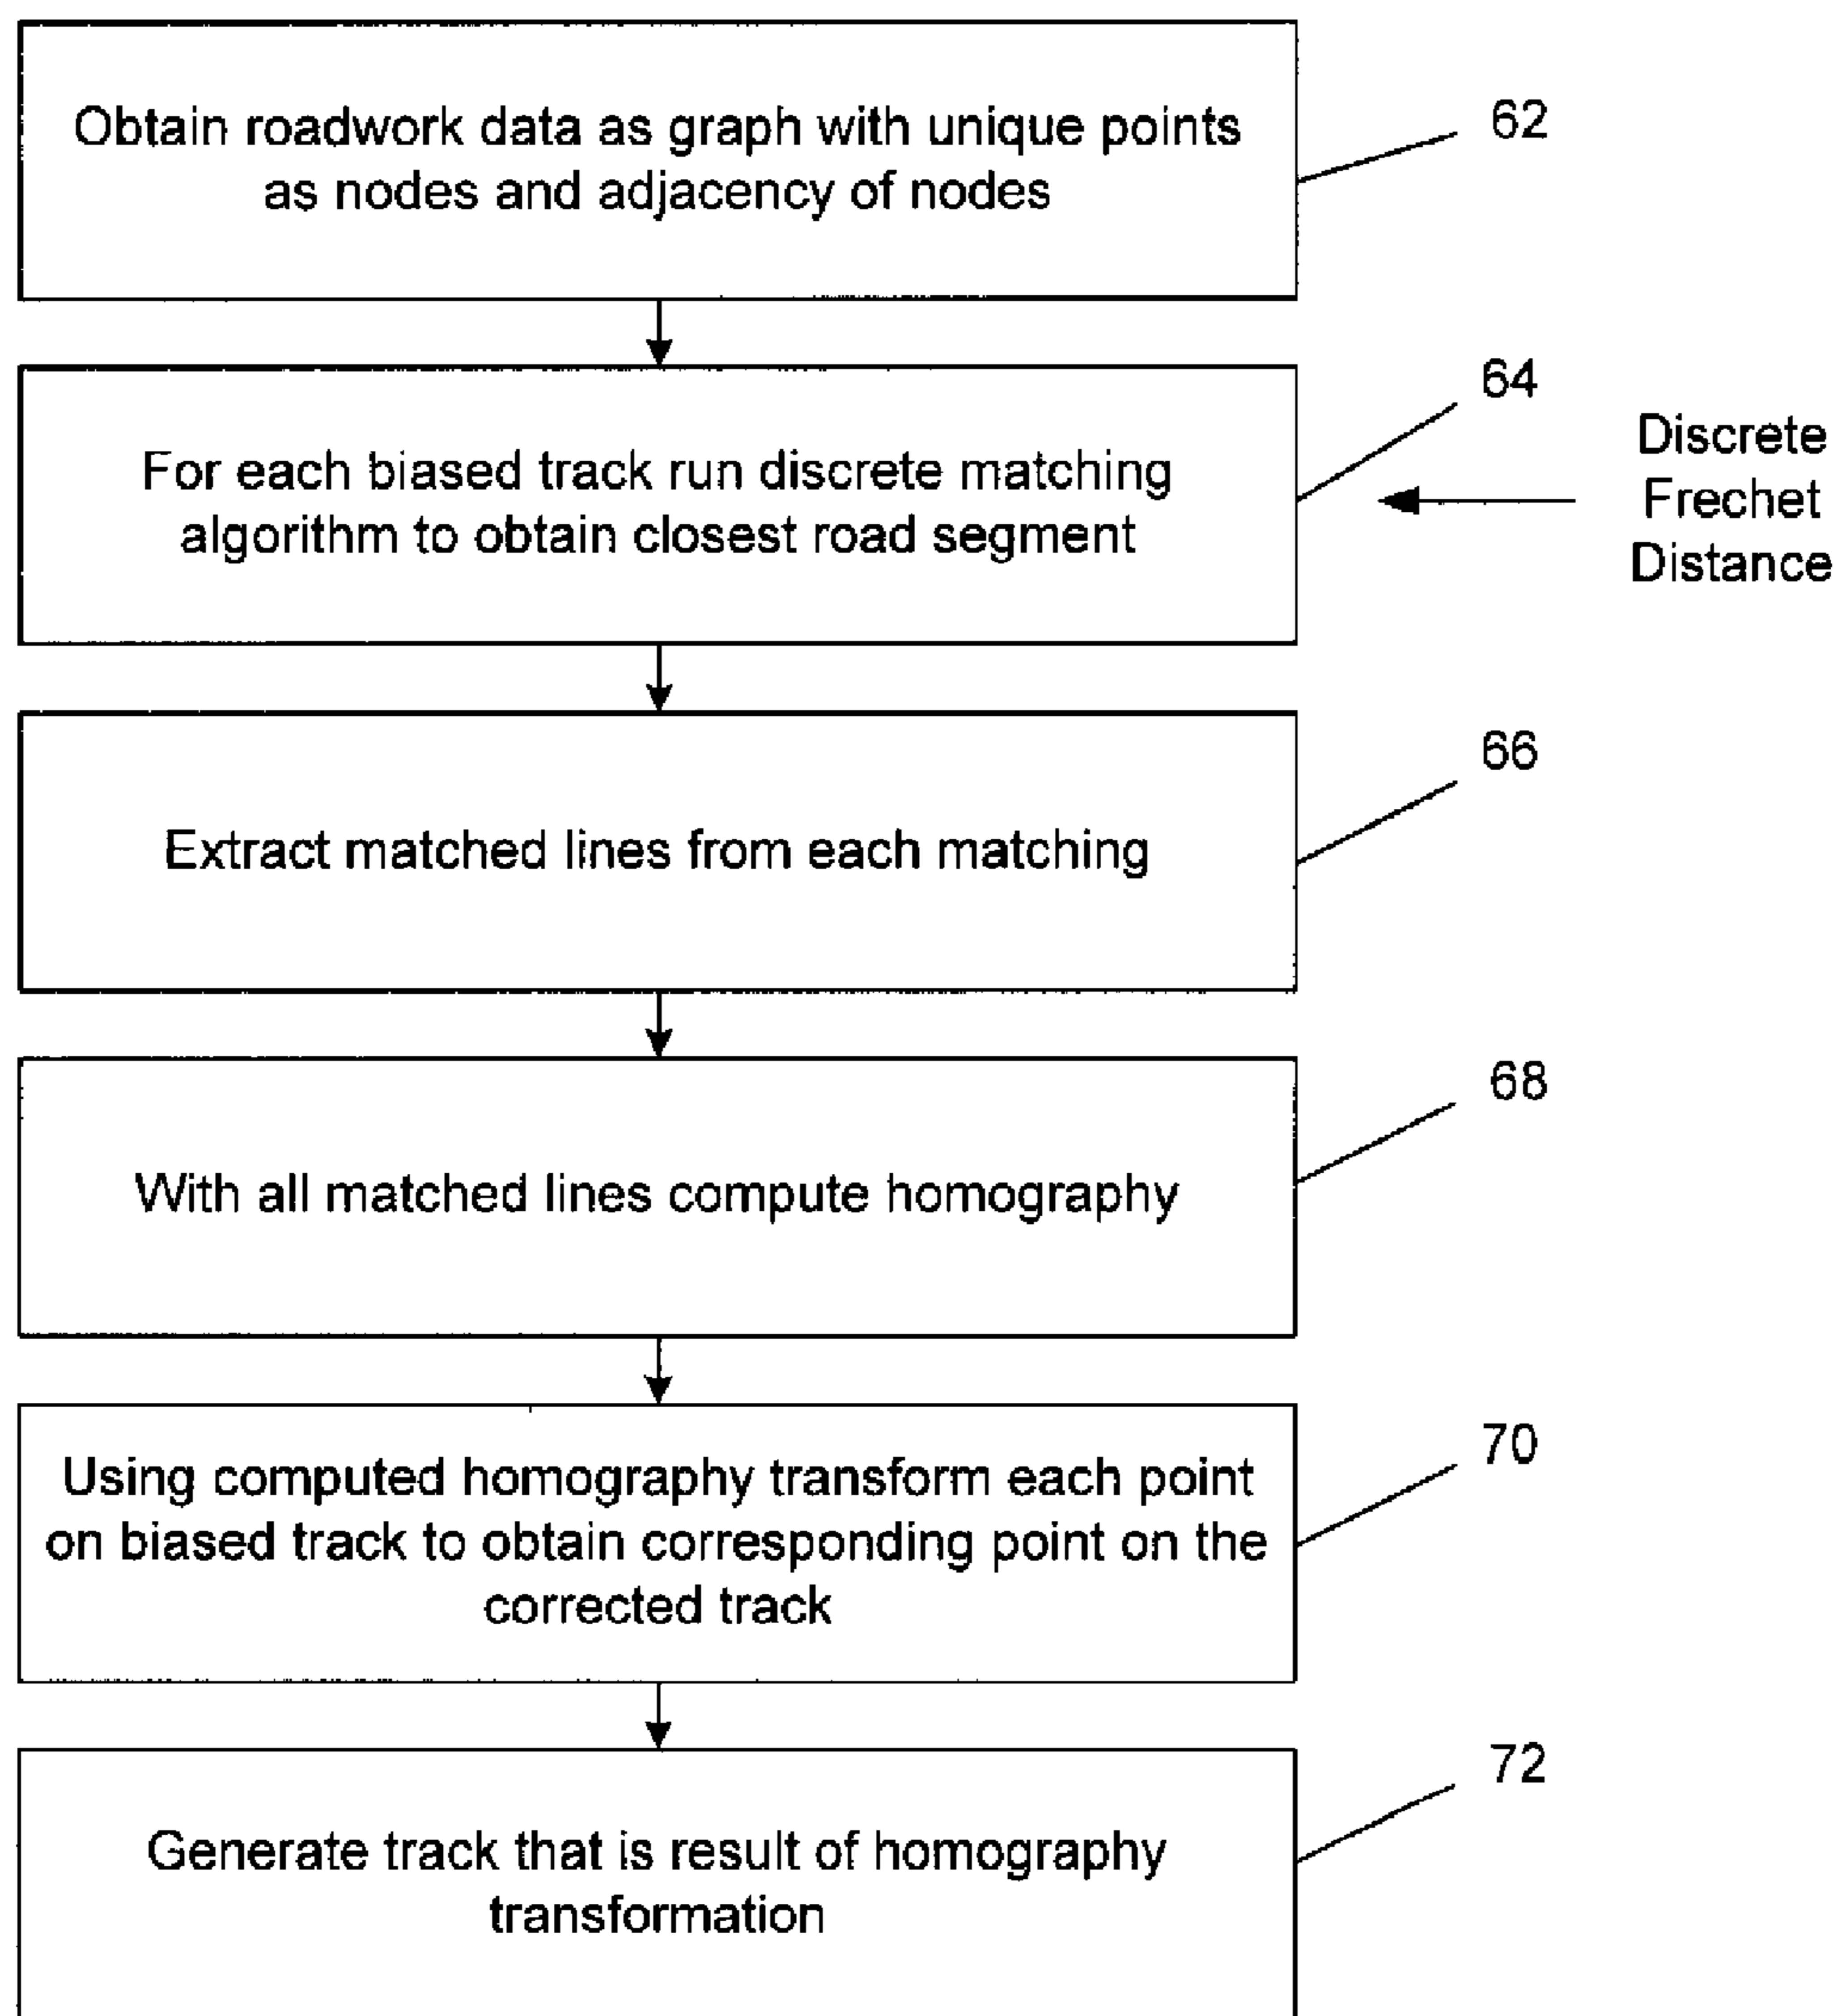 Obtain roadwork data as graph with unique points
as nodes and adjacency of nodes
62
For each biased track run discrete matching
algorithm to obtain closest road segment
64
Discrete
Frechet
Distance
Extract matched lines from each matching
66
With all matched lines compute homography
68
Using computed homography transform each point
on biased track to obtain corresponding point on the
corrected track
70
Generate track that is result of homography
transformation
72